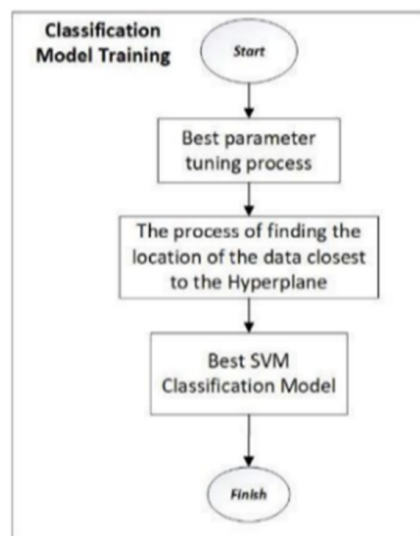 Classification
Model Training
Start
Best parameter
tuning process
The process of finding the
location of the data closest
to the Hyperplane
Best SVM
Classification Model
Finish